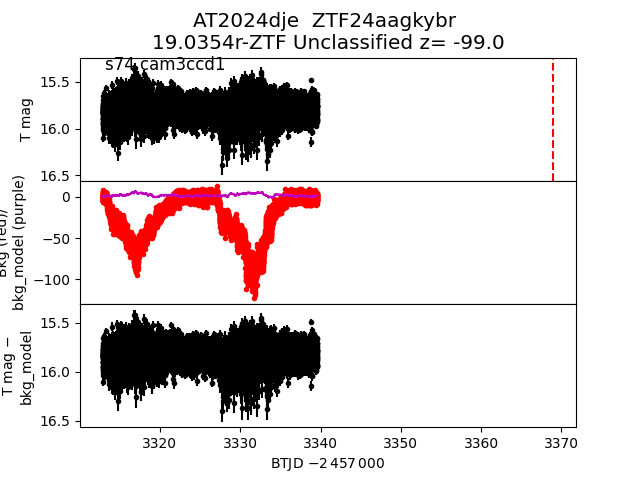 AT2024dje  ZTF24aagkybr
19.0354r-ZTF Unclassified z= -99.0
s74 cam3ccd1
T mag
15.5
16.0
16.5
bkg_model (purple)
0
−50
−100
T mag −
bkg_model
15.5
16.0
16.5
3320
3330
3340
3350
3360
3370
BTJD −2 457 000